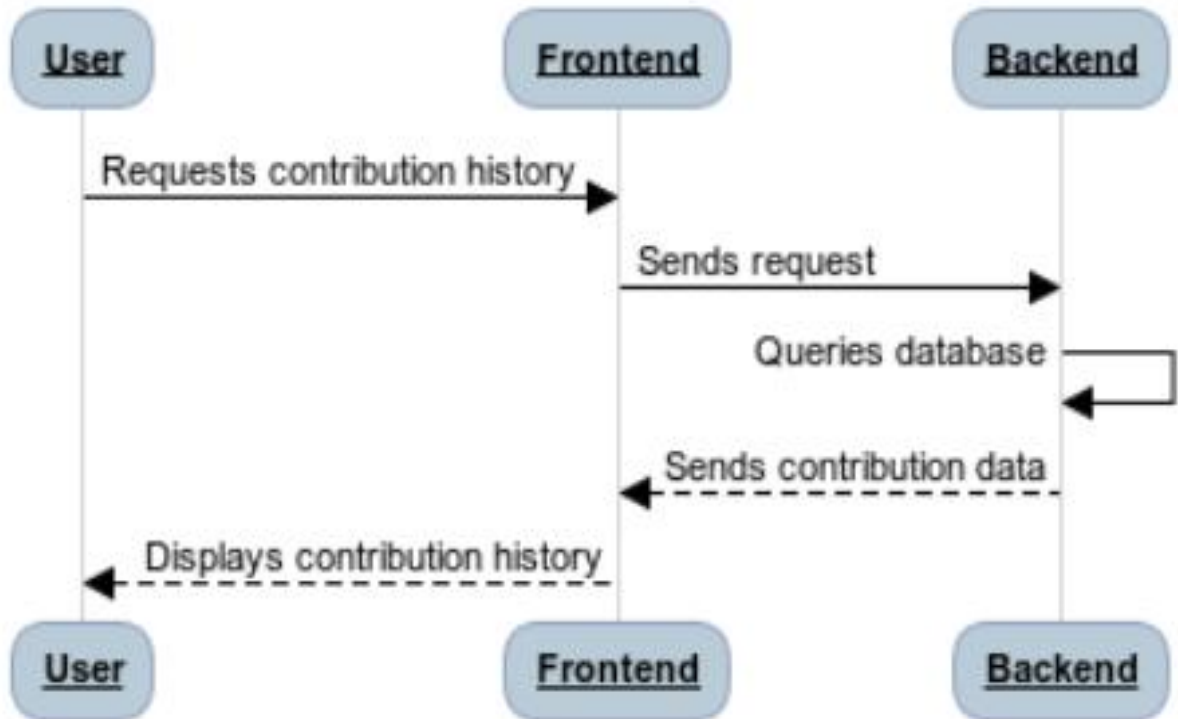 User
Frontend
Backend
Requests contribution history
Sends request
Queries database
Sends contribution data
Displays contribution history
User
Frontend
Backend